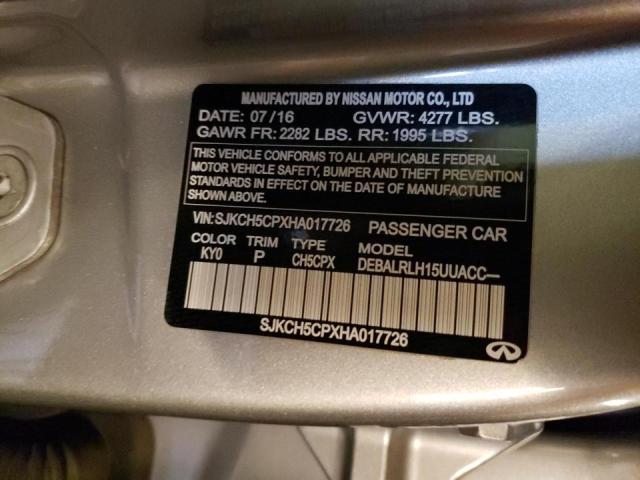 MANUFACTURED BY NISSAN MOTOR CO., LTD
DATE: 07/16 GVWR: 4277 LBS.
GAWR FR: 2282 LBS. RR: 1995 LBS.
THIS VEHICLE CONFORMS TO ALL APPLICABLE FEDERAL
MOTOR VEHICLE SAFETY, BUMPER AND THEFT PREVENTION
STANDARDS IN EFFECT ON THE DATE OF MANUFACTURE
SHOWN ABOVE.
VIN: SJKCH5CPXHA017726 PASSENGER CAR
COLOR TRIM TYPE MODEL
KY0 P CH5CPX DEBALRLH15UUACC—
SJKCH5CPXHA017726